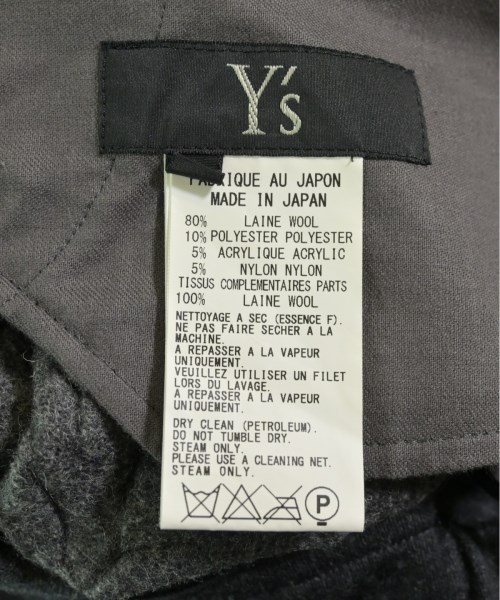 Y's
FABRIQUE AU JAPON
MADE IN JAPAN
80% LAINE WOOL
10% POLYESTER POLYESTER
5% ACRYLIQUE ACRYLIC
5% NYLON NYLON
TISSUS COMPLEMENTAIRES PARTS
100% LAINE WOOL
NETTOYAGE A SEC (ESSENCE F).
NE PAS FAIRE SECHER A LA
MACHINE.
A REPASSER A LA VAPEUR
UNIQUEMENT.
VEUILLEZ UTILISER UN FILET
LORS DU LAVAGE.
A REPASSER A LA VAPEUR
UNIQUEMENT.
DRY CLEAN (PETROLEUM).
DO NOT TUMBLE DRY.
STEAM ONLY.
PLEASE USE A CLEANING NET.
STEAM ONLY.
P